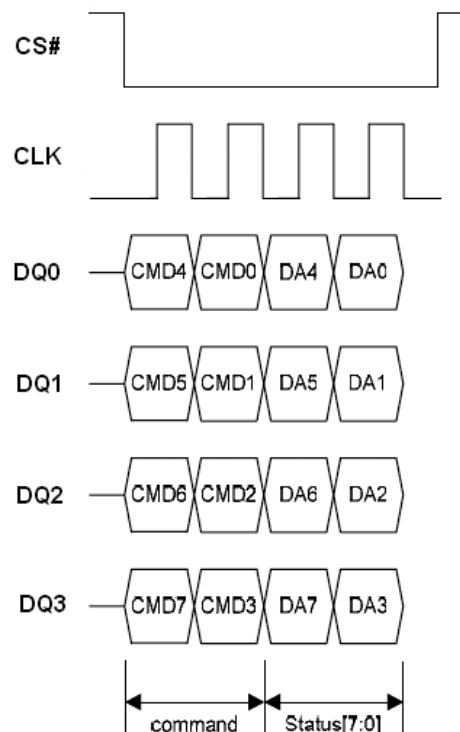 CS#
CLK
DQ0 CMD4 CMD0 DA4 DA0
DQ1 CMD5 CMD1 DA5 DA1
DQ2 CMD6 CMD2 DA6 DA2
DQ3 CMD7 CMD3 DA7 DA3
command Status[7:0]